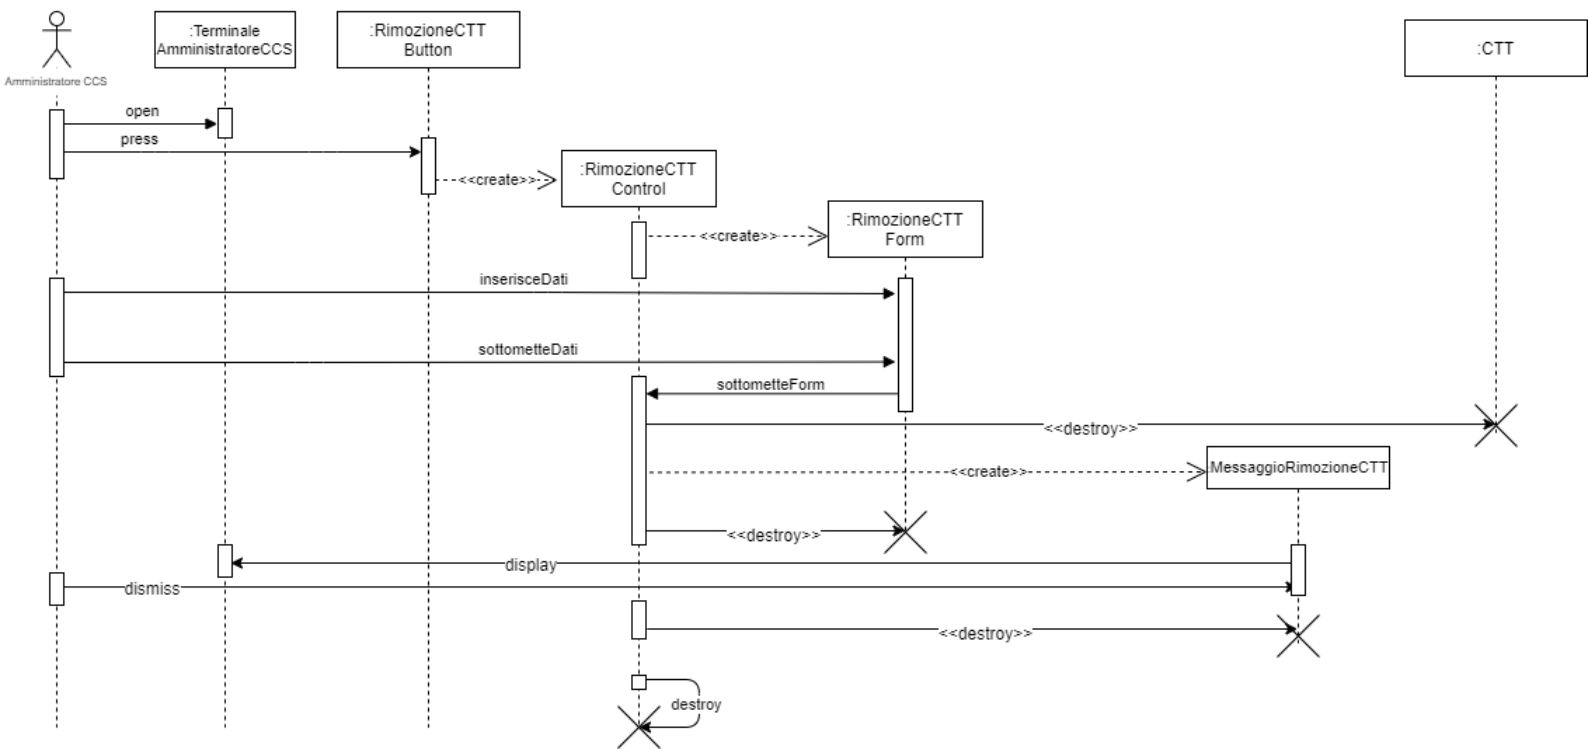 :Terminale
AmministratoreCCS
:RimozioneCTT
Button
:CTT
Amministratore CCS
open
press
:RimozioneCTT
Control
<<create>>
:RimozioneCTT
Form
<<create>>
inserisceDati
sottometteDati
sottometteForm
<<destroy>>
:MessaggioRimozioneCTT
<<create>>
<<destroy>>
display
dismiss
<<destroy>>
destroy